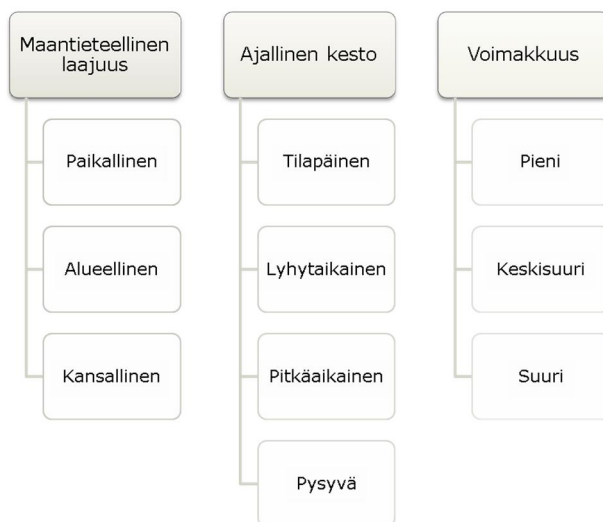 Maantieteellinen
laajuus
Paikallinen
Alueellinen
Kansallinen
Ajallinen kesto
Tilapäinen
Lyhytaikainen
Pitkäaikainen
Pysyvä
Voimakkuus
Pieni
Keskisuuri
Suuri